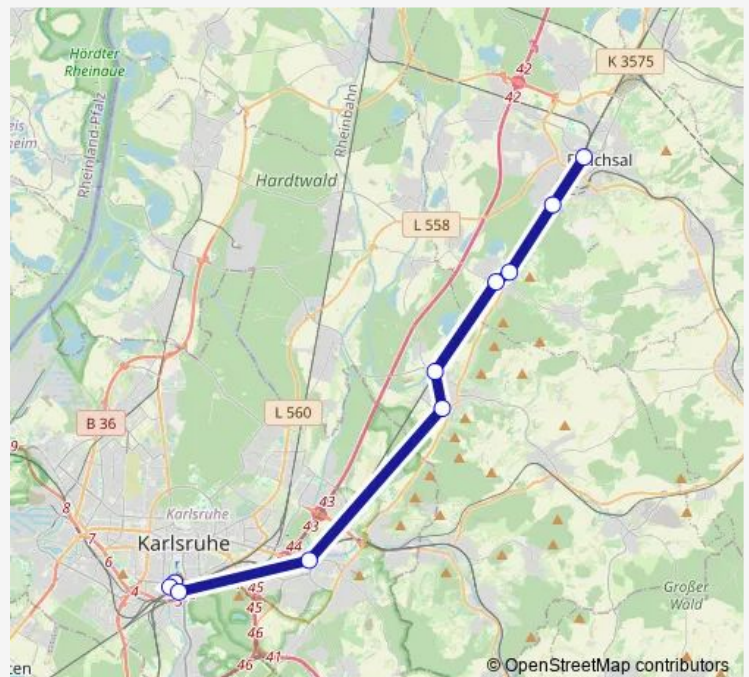 Hördter
Rheinaue
Rheinland-Pfalz
Rheinbahn
42
42
K 3575
Hardtwald
L 558
L 560
B 36
9
8
7
6
4
43
43
44
Karlsruhe
Karlsruhe
45
45
46
46
41
Großer
Wald
© OpenStreetMap contributors